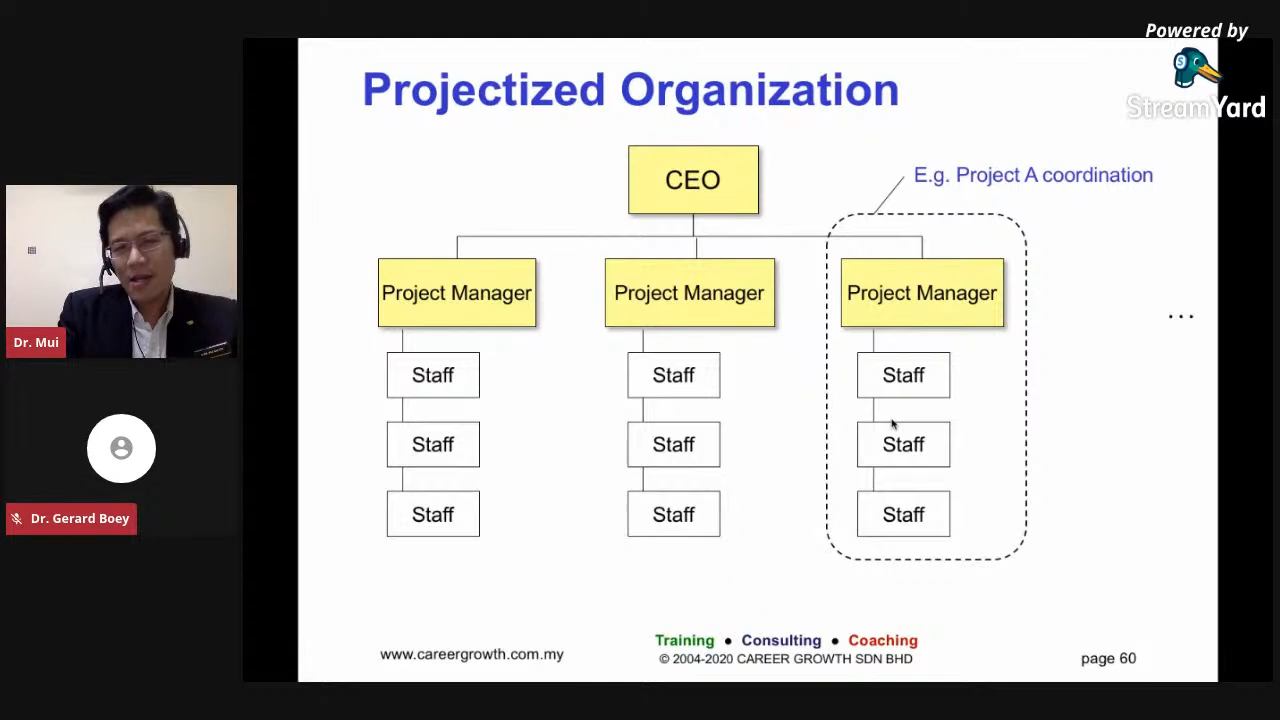 Powered by
StreamYard
Projectized Organization
CEO
E.g. Project A coordination
Project Manager
Project Manager
Project Manager
...
Staff
Staff
Staff
Staff
Staff
Staff
Staff
Staff
Staff
Dr. Mui
Dr. Gerard Boey
www.careergrowth.com.my
Training ● Consulting ● Coaching
© 2004-2020 CAREER GROWTH SDN BHD
page 60